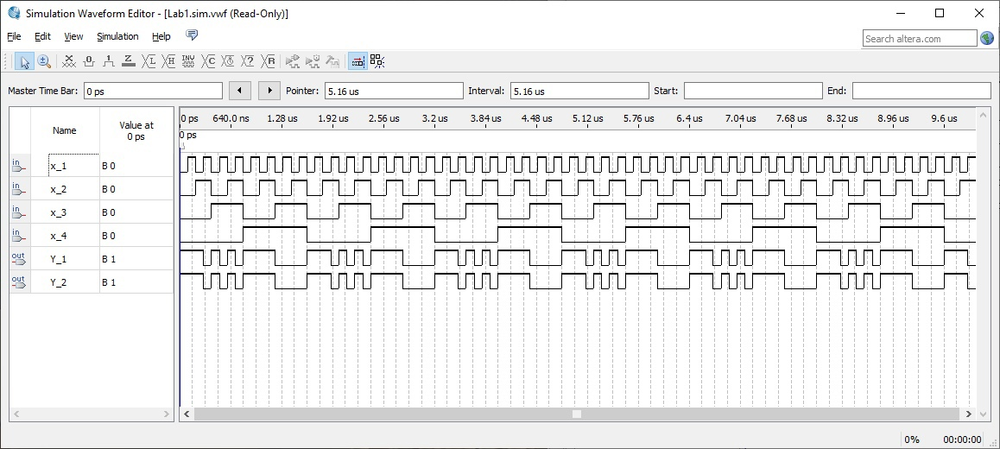 Simulation Waveform Editor - [Lab1.sim.vwf (Read-Only)]
File Edit View Simulation Help
Search altera.com
Master Time Bar: 0 ps Pointer: 5.16 us Interval: 5.16 us Start: End:
Name Value at 0 ps
0 ps 640.0 ns 1.28 us 1.92 us 2.56 us 3.2 us 3.84 us 4.48 us 5.12 us 5.76 us 6.4 us 7.04 us 7.68 us 8.32 us 8.96 us 9.6 us
0 ps
in x_1 B 0
in x_2 B 0
in x_3 B 0
in x_4 B 0
out Y_1 B 1
out Y_2 B 1
0% 00:00:00